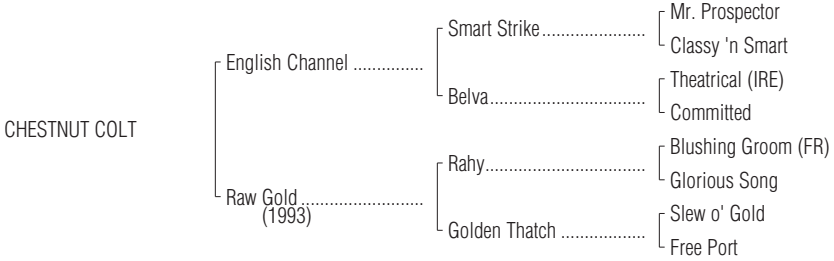 Mr. Prospector
Smart Strike......................
Classy 'n Smart
English Channel ...............
Theatrical (IRE)
Belva.................................
Committed
CHESTNUT COLT
Blushing Groom (FR)
Rahy..................................
Glorious Song
Raw Gold ..........................
(1993)
Slew o' Gold
Golden Thatch ..................
Free Port